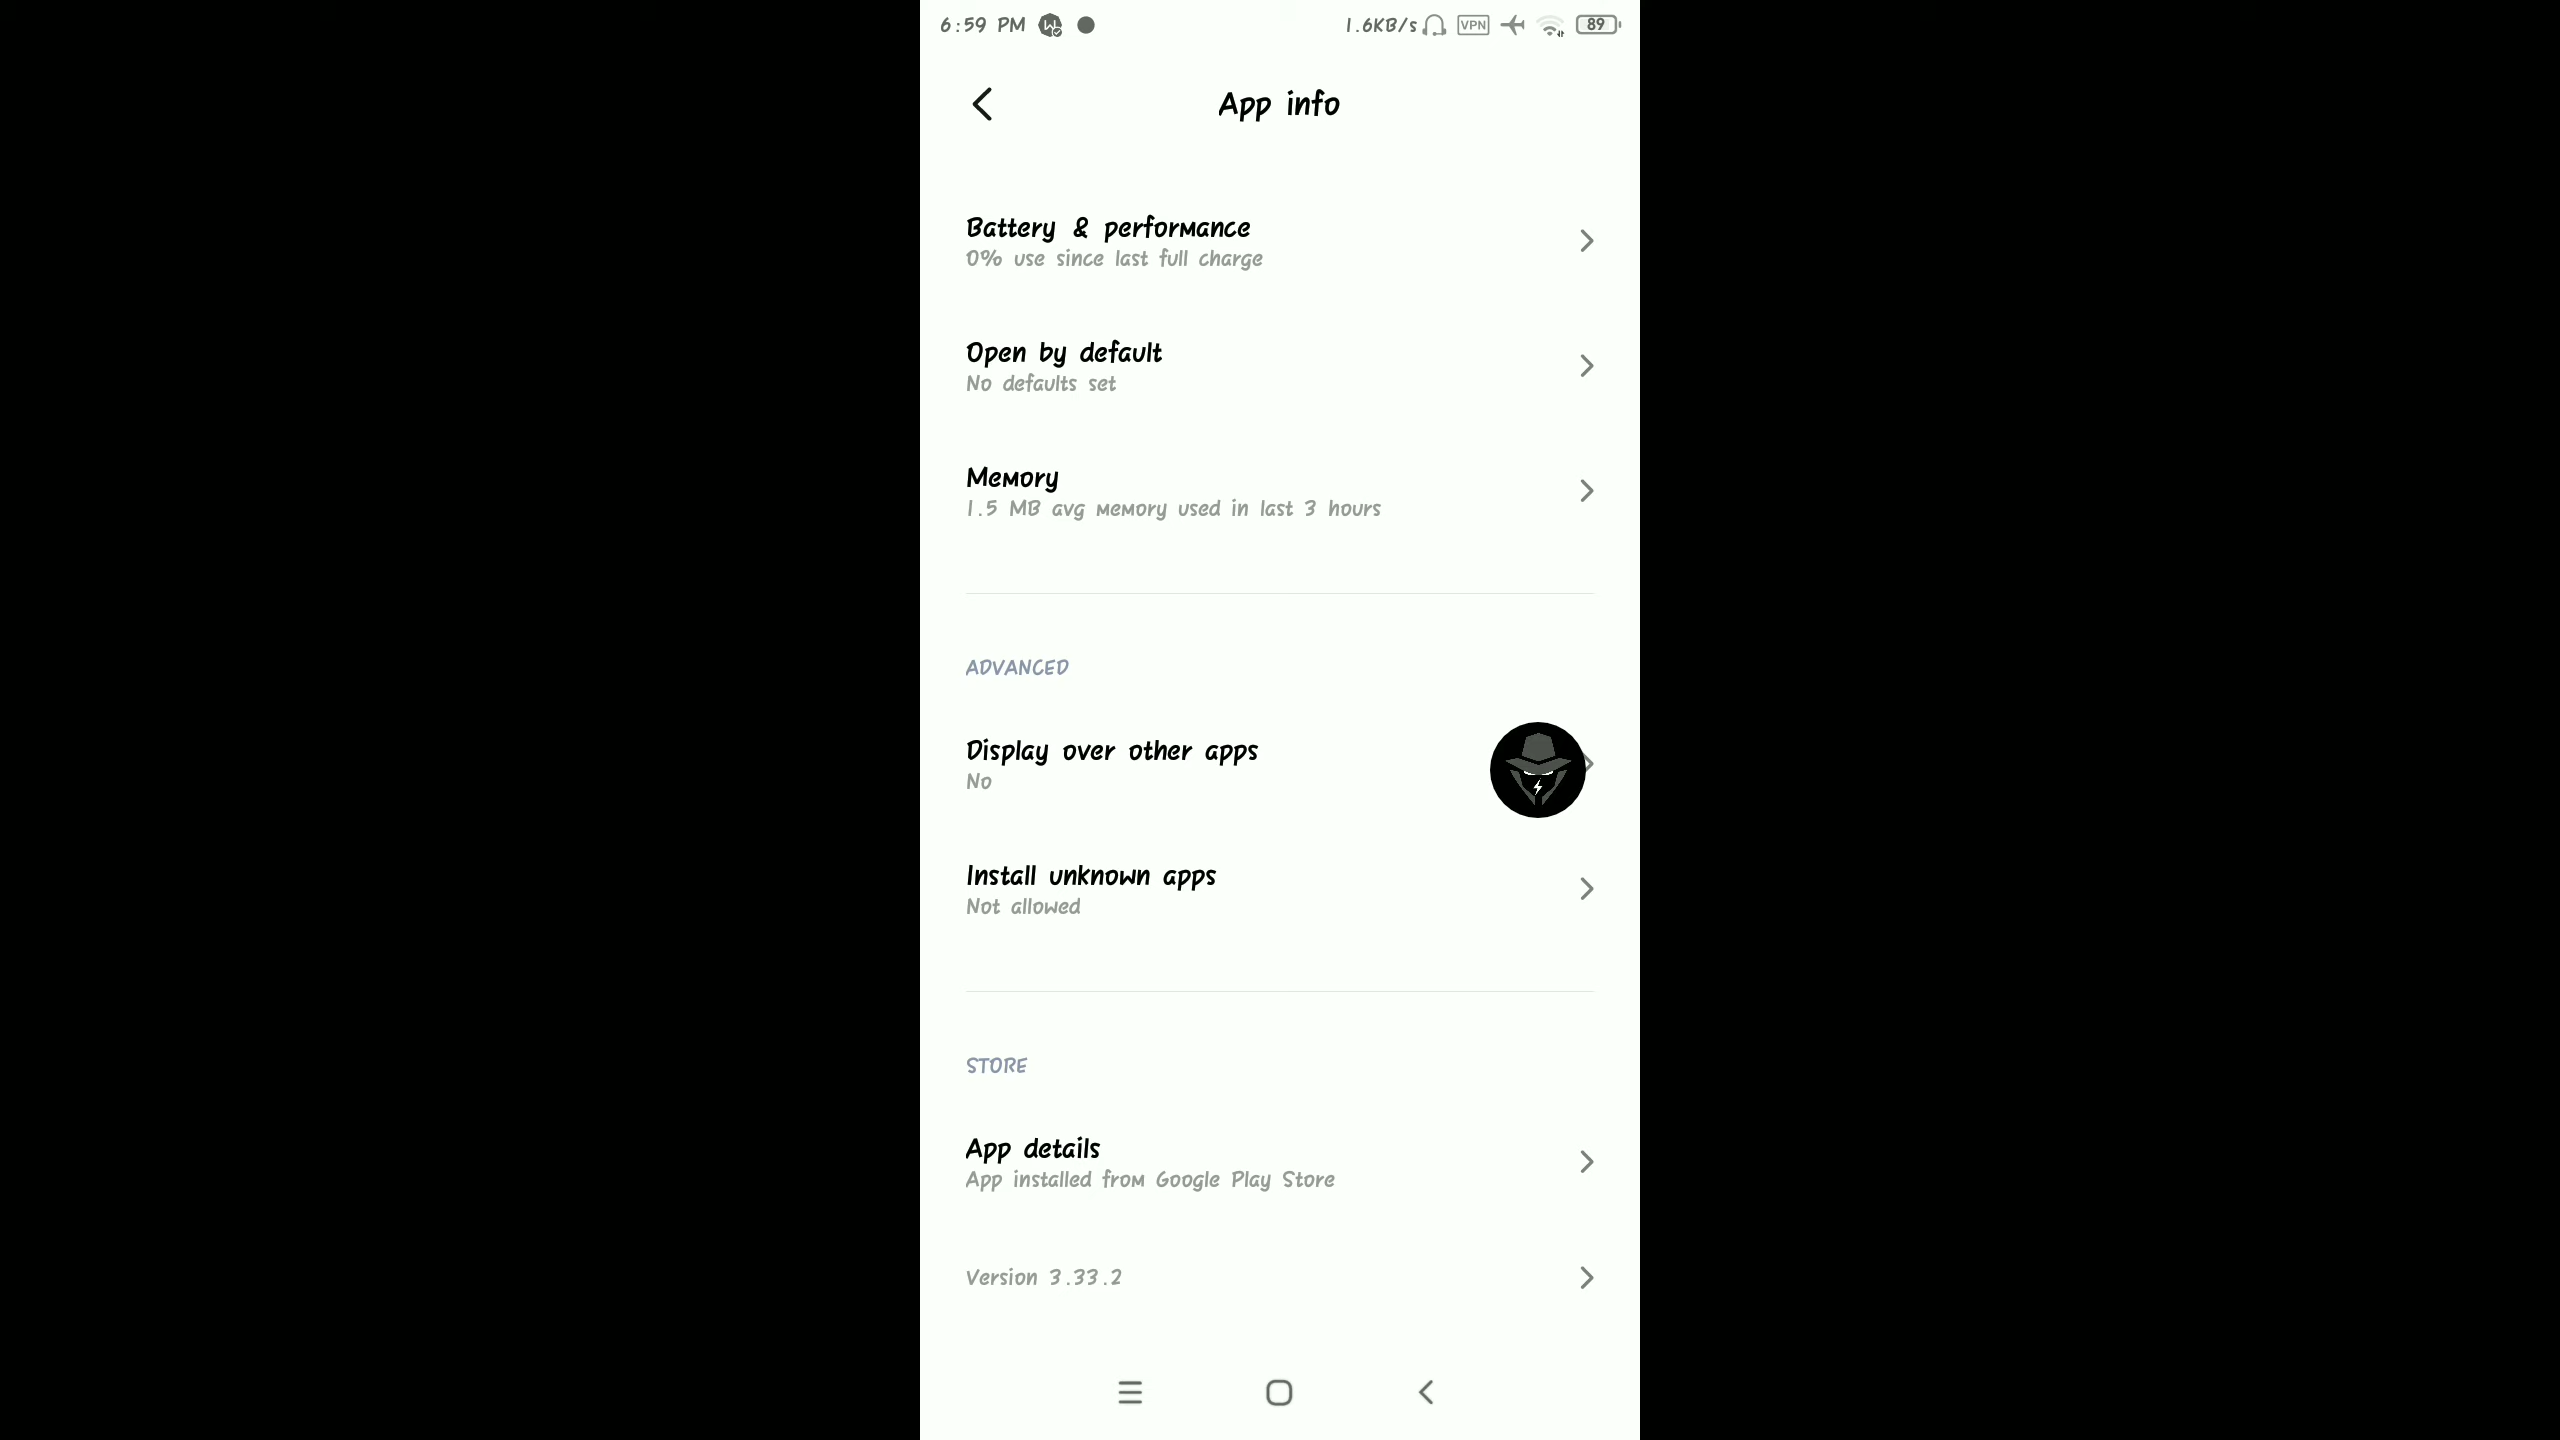 6:59 PM
1.6KB/s
VPN
89
App info
Battery & performance
0% use since last full charge
Open by default
No defaults set
Memory
1.5 MB avg memory used in last 3 hours
ADVANCED
Display over other apps
No
Install unknown apps
Not allowed
STORE
App details
App installed from Google Play Store
Version 3.33.2